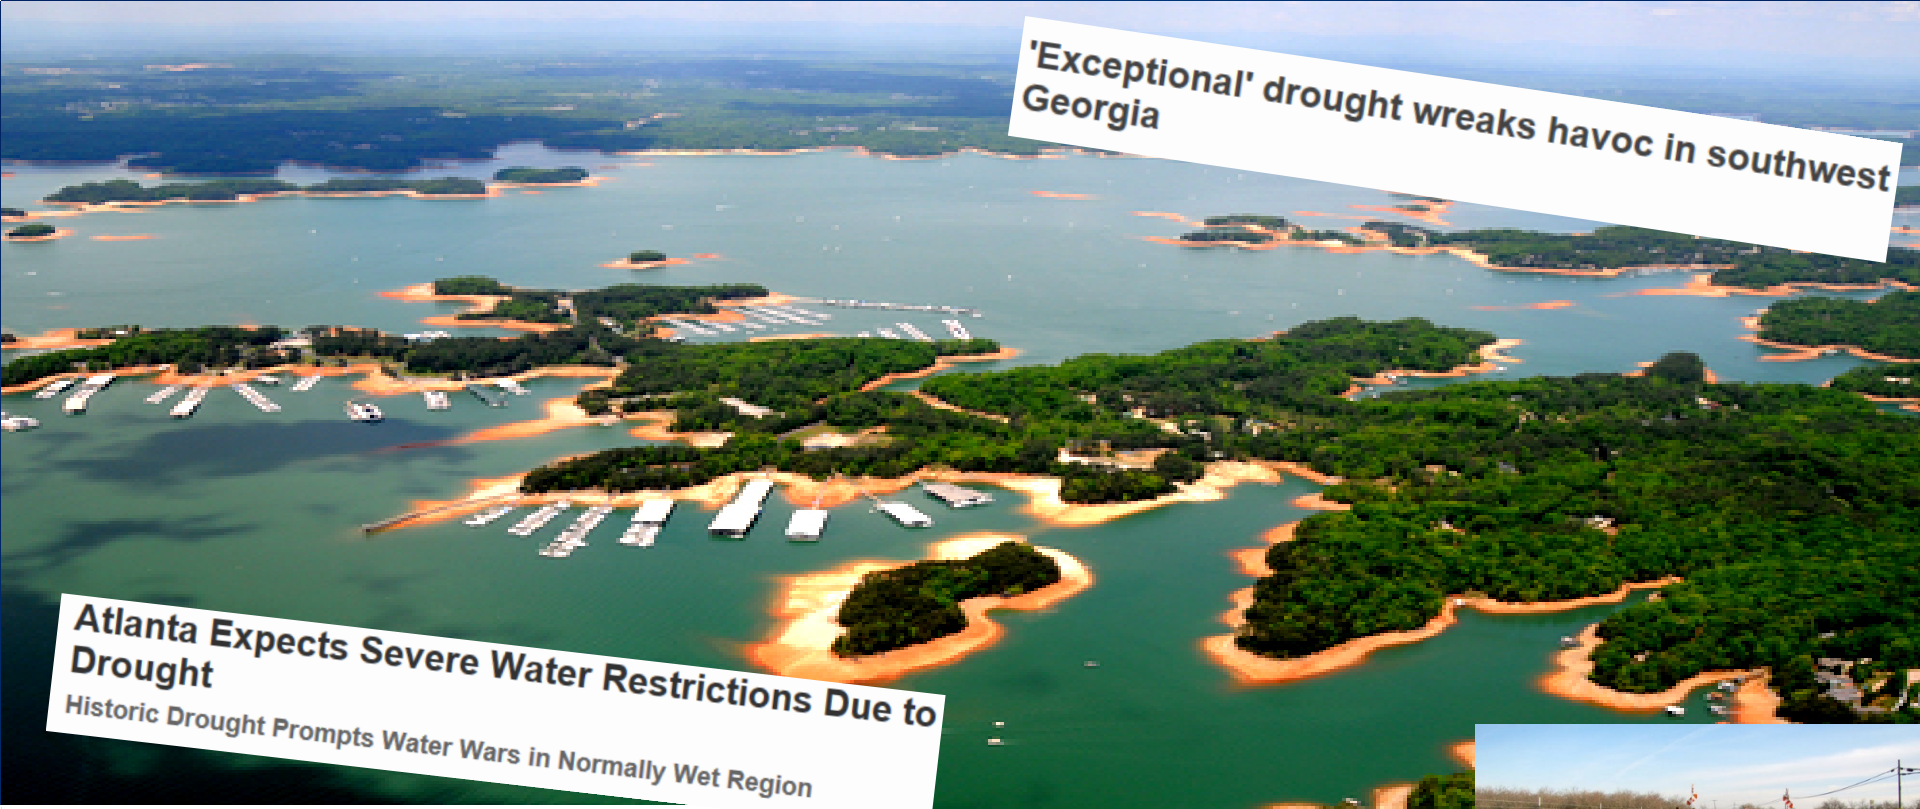 'Exceptional' drought wreaks havoc in southwest
Georgia
Atlanta Expects Severe Water Restrictions Due to
Drought
Historic Drought Prompts Water Wars in Normally Wet Region